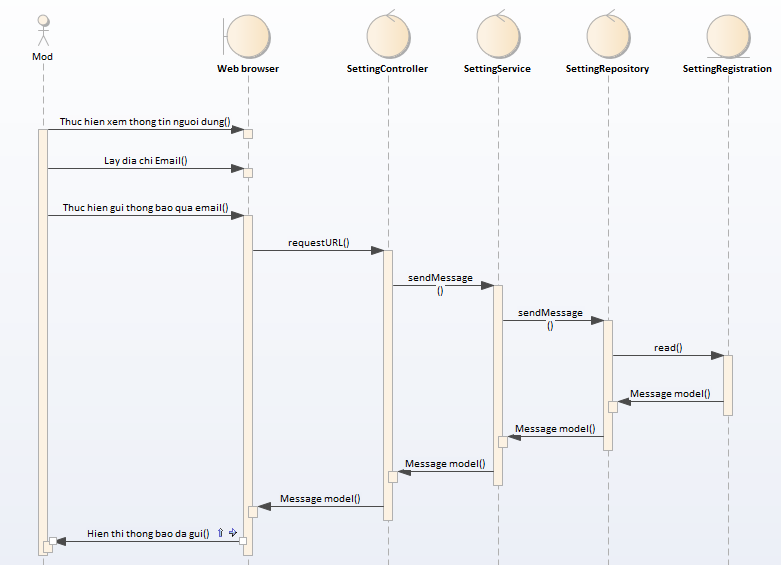 Mod
Web browser
SettingController
SettingService
SettingRepository
SettingRegistration
Thuc hien xem thong tin nguoi dung()
Lay dia chi Email()
Thuc hien gui thong bao qua email()
requestURL()
sendMessage
()
sendMessage
()
read()
Message model()
Message model()
Message model()
Message model()
Hien thi thong bao da gui()